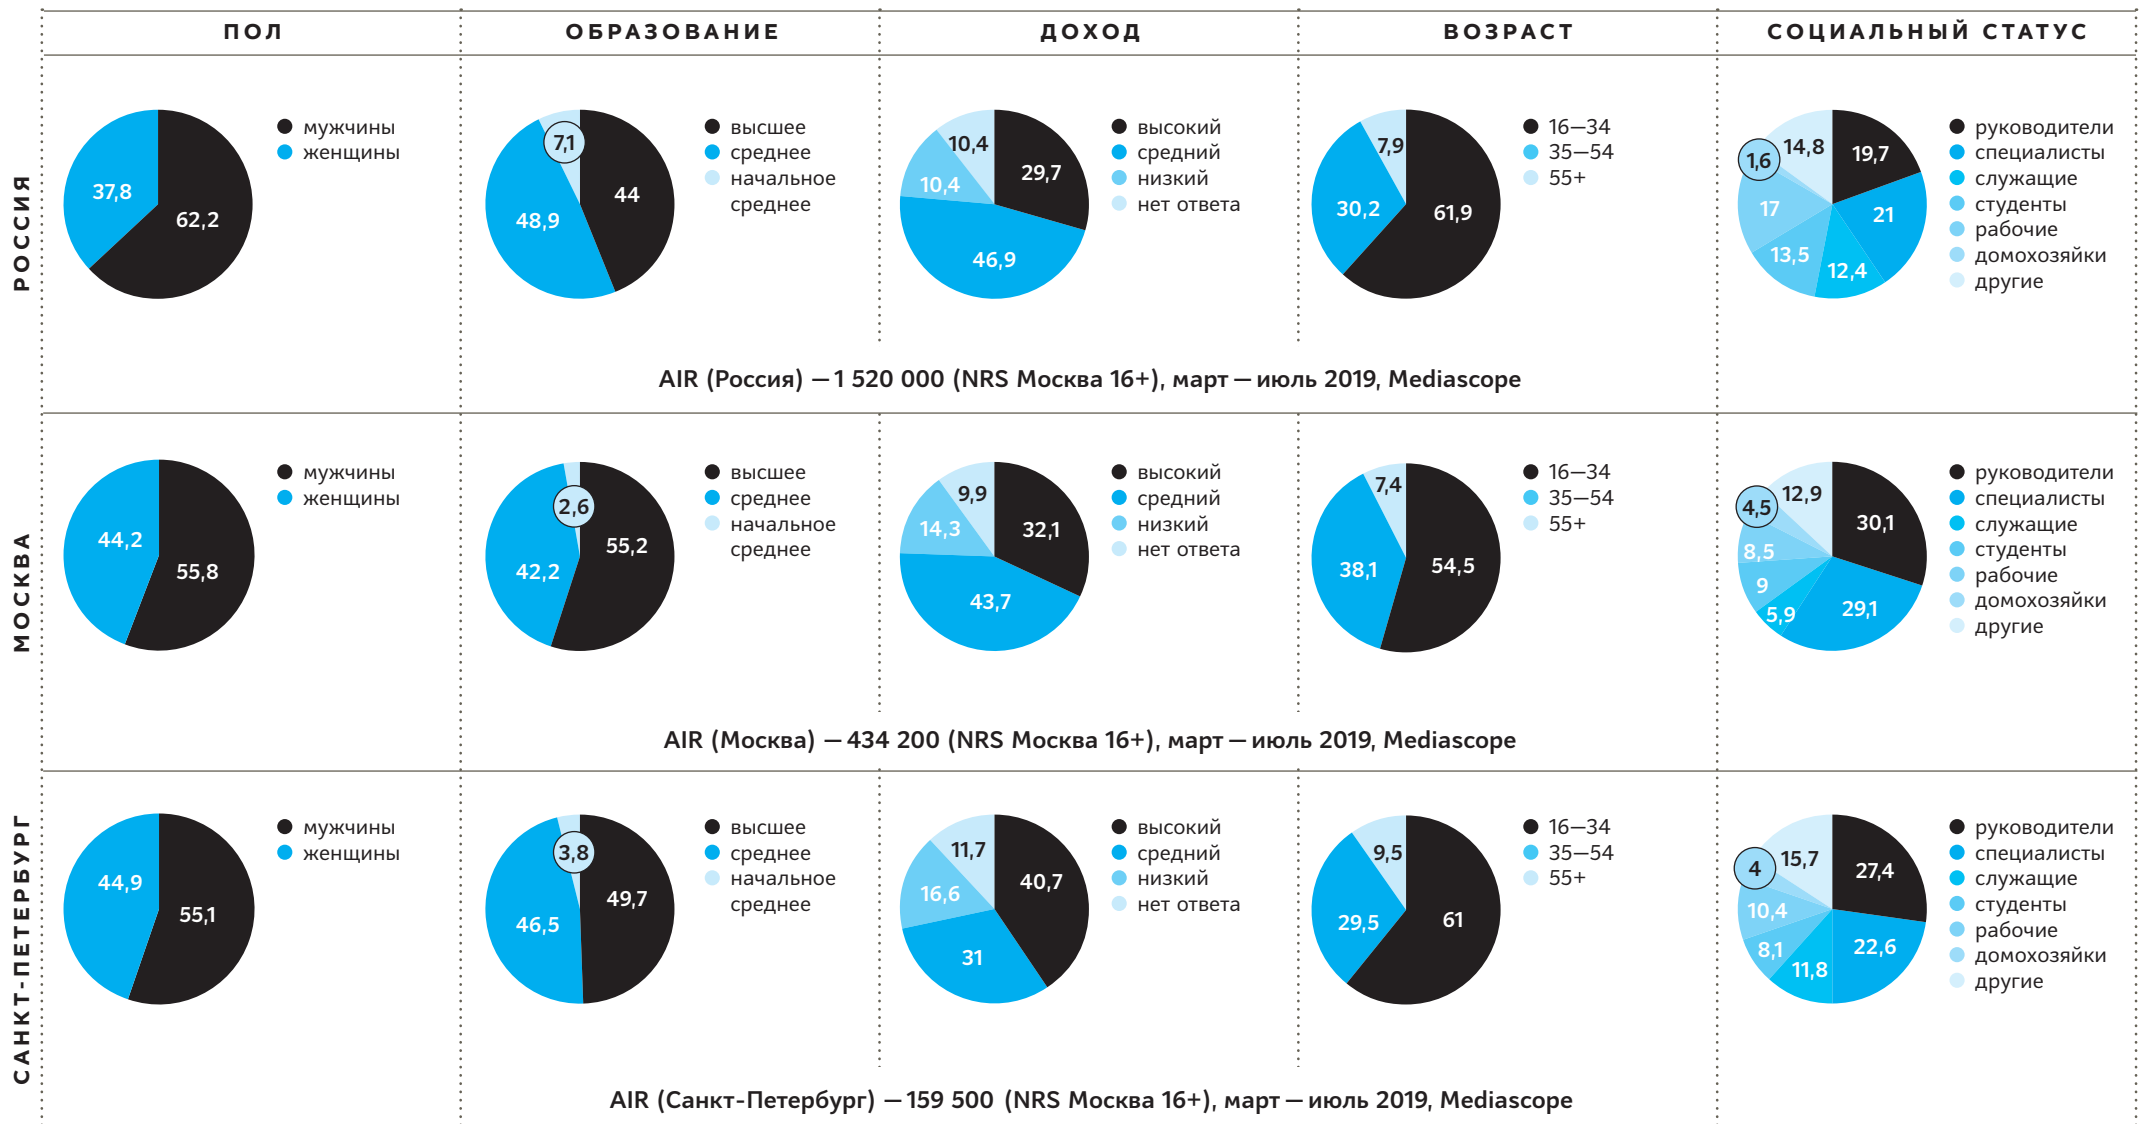 ПОЛ
ОБРАЗОВАНИЕ
ДОХОД
ВОЗРАСТ
СОЦИАЛЬНЫЙ СТАТУС
РОССИЯ
37,8
62,2
мужчины
женщины
7,1
44
48,9
высшее
среднее
начальное
среднее
10,4
29,7
10,4
46,9
высокий
средний
низкий
нет ответа
7,9
30,2
61,9
16—34
35—54
55+
1,6
14,8
19,7
17
21
13,5
12,4
руководители
специалисты
служащие
студенты
рабочие
домохозяйки
другие
AIR (Россия) — 1 520 000 (NRS Москва 16+), март — июль 2019, Mediascope
МОСКВА
44,2
55,8
мужчины
женщины
2,6
55,2
42,2
высшее
среднее
начальное
среднее
9,9
32,1
14,3
43,7
высокий
средний
низкий
нет ответа
7,4
38,1
54,5
16—34
35—54
55+
4,5
12,9
30,1
8,5
9
5,9
29,1
руководители
специалисты
служащие
студенты
рабочие
домохозяйки
другие
AIR (Москва) — 434 200 (NRS Москва 16+), март — июль 2019, Mediascope
САНКТ-ПЕТЕРБУРГ
44,9
55,1
мужчины
женщины
3,8
49,7
46,5
высшее
среднее
начальное
среднее
11,7
40,7
16,6
31
высокий
средний
низкий
нет ответа
9,5
29,5
61
16—34
35—54
55+
4
15,7
27,4
10,4
8,1
11,8
22,6
руководители
специалисты
служащие
студенты
рабочие
домохозяйки
другие
AIR (Санкт-Петербург) — 159 500 (NRS Москва 16+), март — июль 2019, Mediascope